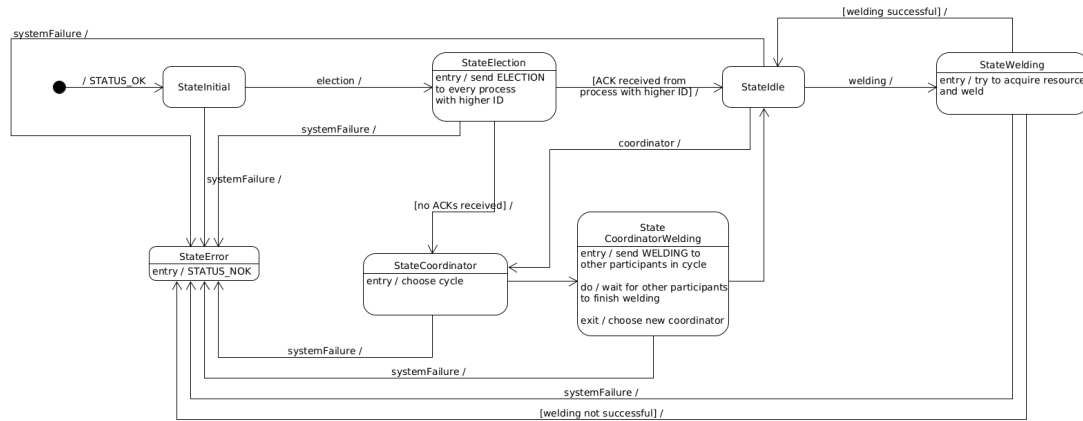 [welding successful] /
systemFailure /
StateElection
StateWelding
/ STATUS_OK
StateInitial
election /
entry / send ELECTION
to every process
with higher ID
[ACK received from
process with higher ID] /
StateIdle
welding /
entry / try to acquire resource
and weld
systemFailure /
coordinator /
systemFailure /
[no ACKs received] /
State
CoordinatorWelding
StateError
entry / STATUS_NOK
StateCoordinator
entry / choose cycle
entry / send WELDING to
other participants in cycle
do / wait for other participants
to finish welding
exit / choose new coordinator
systemFailure /
systemFailure /
systemFailure /
[welding not successful] /